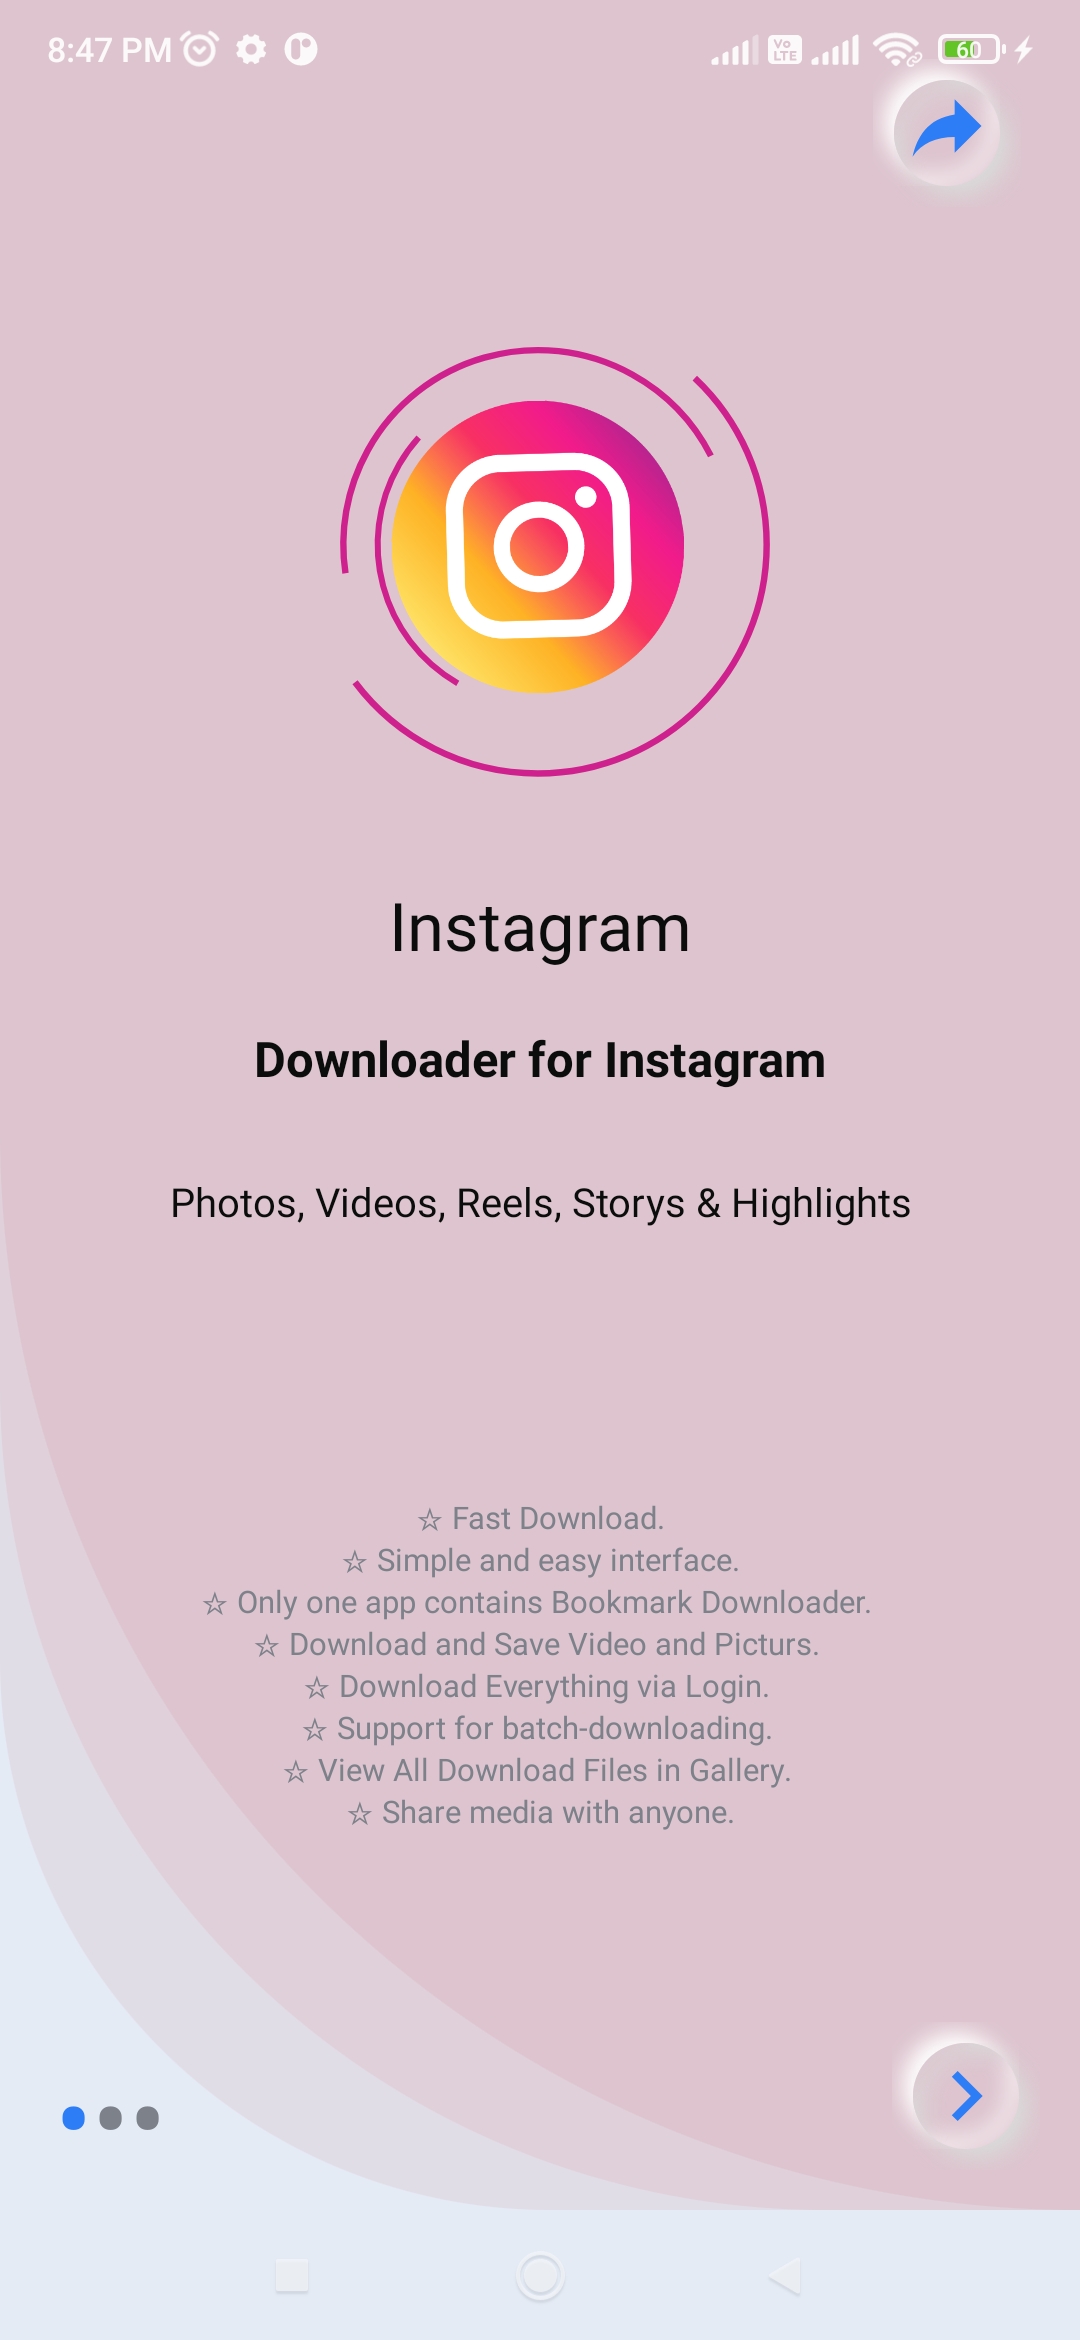 8:47 PM
Vo
LTE
60
Instagram
Downloader for Instagram
Photos, Videos, Reels, Storys & Highlights
☆ Fast Download.
☆ Simple and easy interface.
☆ Only one app contains Bookmark Downloader.
☆ Download and Save Video and Picturs.
☆ Download Everything via Login.
☆ Support for batch-downloading.
☆ View All Download Files in Gallery.
☆ Share media with anyone.